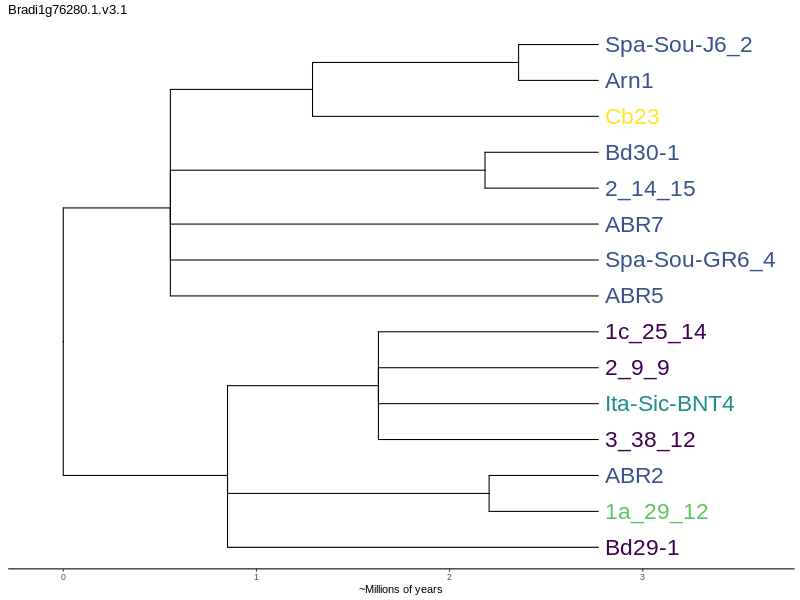 Bradi1g76280.1.v3.1
Spa-Sou-J6_2
Arn1
Cb23
Bd30-1
2_14_15
ABR7
Spa-Sou-GR6_4
ABR5
1c_25_14
2_9_9
Ita-Sic-BNT4
3_38_12
ABR2
1a_29_12
Bd29-1
0 1 2 3
~Millions of years